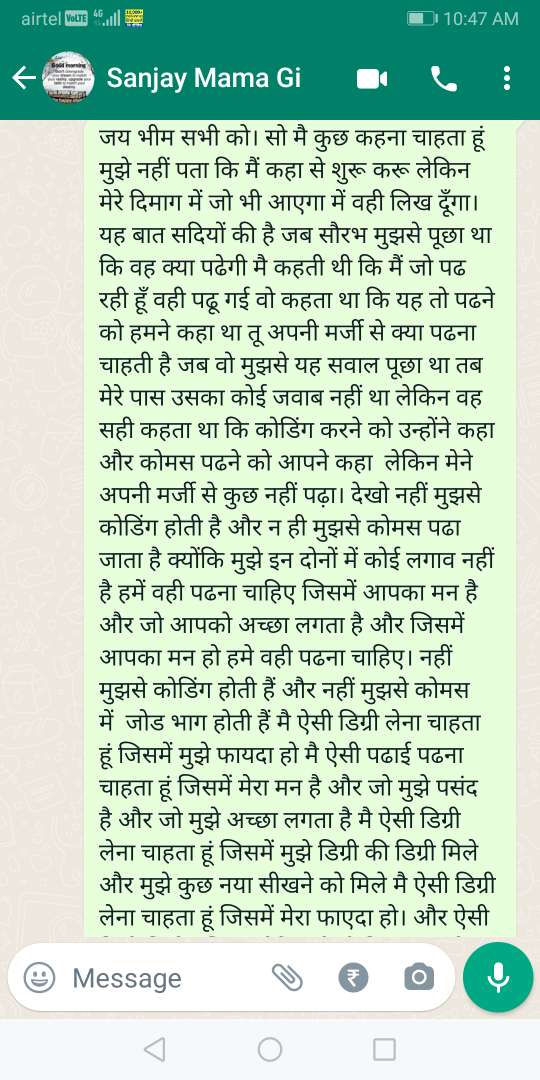 airtel VoLTE 4G 10:47 AM
Sanjay Mama Gi
जय भीम सभी को। सो मै कुछ कहना चाहता हूं
मुझे नहीं पता कि मैं कहा से शुरू करू लेकिन
मेरे दिमाग में जो भी आएगा में वही लिख दूँगा।
यह बात सदियों की है जब सौरभ मुझसे पूछा था
कि वह क्या पढेगी मै कहती थी कि मैं जो पढ
रही हूँ वही पढू गई वो कहता था कि यह तो पढने
को हमने कहा था तू अपनी मर्जी से क्या पढना
चाहती है जब वो मुझसे यह सवाल पूछा था तब
मेरे पास उसका कोई जवाब नहीं था लेकिन वह
सही कहता था कि कोडिंग करने को उन्होंने कहा
और कोमस पढने को आपने कहा लेकिन मेने
अपनी मर्जी से कुछ नहीं पढ़ा। देखो नहीं मुझसे
कोडिंग होती है और न ही मुझसे कोमस पढा
जाता है क्योंकि मुझे इन दोनों में कोई लगाव नहीं
है हमें वही पढना चाहिए जिसमें आपका मन है
और जो आपको अच्छा लगता है और जिसमें
आपका मन हो हमे वही पढना चाहिए। नहीं
मुझसे कोडिंग होती हैं और नहीं मुझसे कोमस
में जोड भाग होती हैं मै ऐसी डिग्री लेना चाहता
हूं जिसमें मुझे फायदा हो मै ऐसी पढाई पढना
चाहता हूं जिसमें मेरा मन है और जो मुझे पसंद
है और जो मुझे अच्छा लगता है मै ऐसी डिग्री
लेना चाहता हूं जिसमें मुझे डिग्री की डिग्री मिले
और मुझे कुछ नया सीखने को मिले मै ऐसी डिग्री
लेना चाहता हूं जिसमें मेरा फाएदा हो। और ऐसी
Message